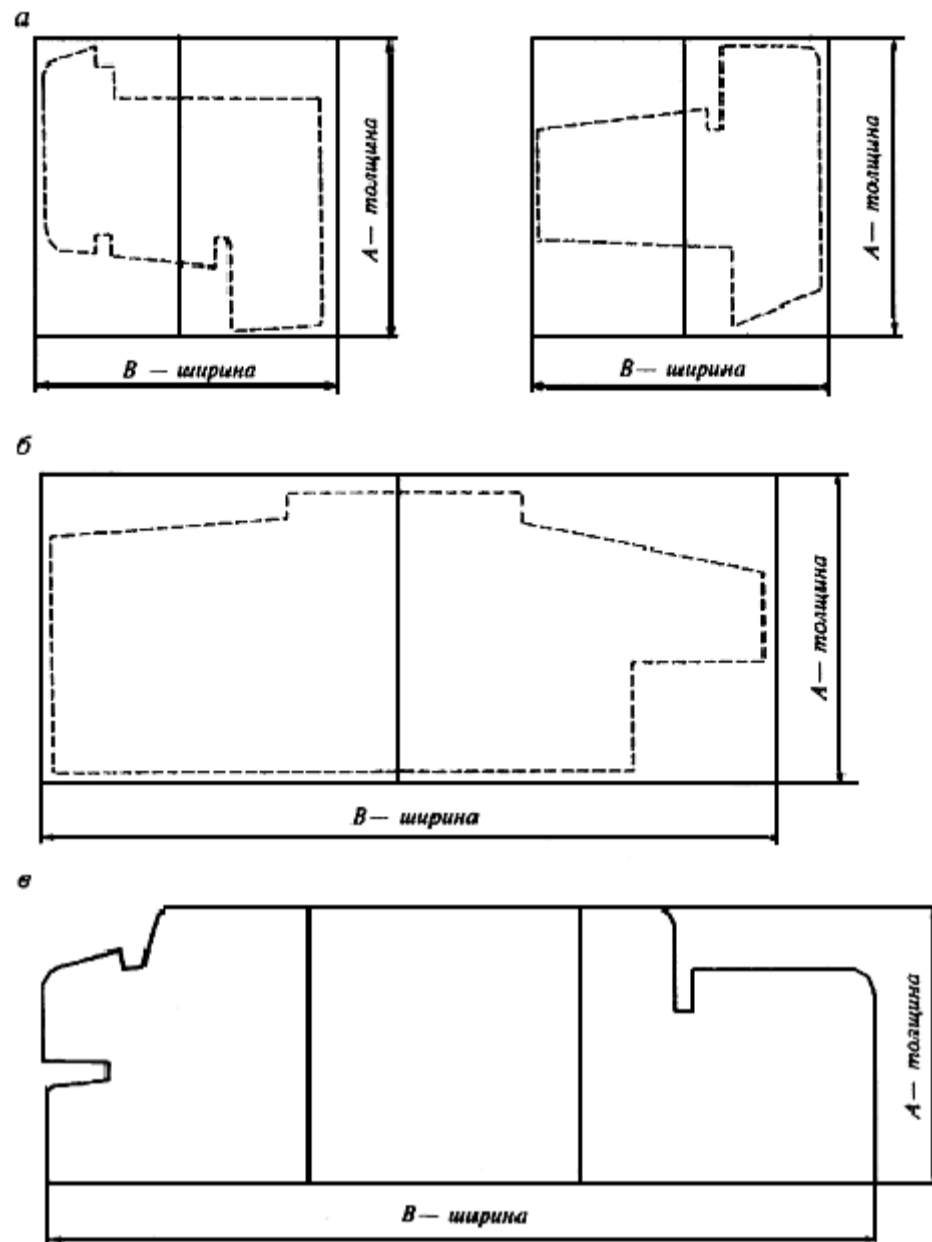 а
А— толщина
А— толщина
В — ширина
В— ширина
б
А— толщина
В— ширина
в
А— толщина
В— ширина